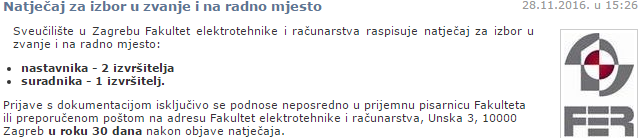 Natječaj za izbor u zvanje i na radno mjesto
28.11.2016. u 15:26
Sveučilište u Zagrebu Fakultet elektrotehnike i računarstva raspisuje natječaj za izbor u
zvanje i na radno mjesto:
• nastavnika - 2 izvršitelja
• suradnika - 1 izvršitelj.
Prijave s dokumentacijom isključivo se podnose neposredno u prijemnu pisarnicu Fakulteta
ili preporučenom poštom na adresu Fakultet elektrotehnike i računarstva, Unska 3, 10000
Zagreb u roku 30 dana nakon objave natječaja.
FER